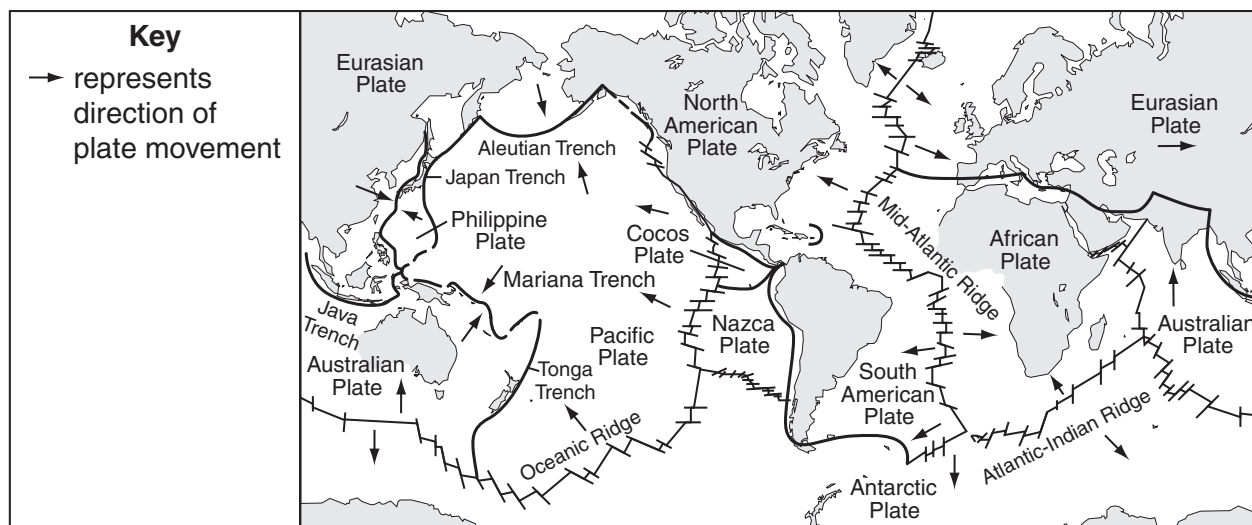 Key
represents
direction of
plate movement
Eurasian
Plate
North
American
Plate
Eurasian
Plate
Aleutian Trench
Japan Trench
Philippine
Plate
Cocos
Plate
Mid-Atlantic Ridge
African
Plate
Mariana Trench
Java
Trench
Pacific
Plate
Nazca
Plate
Australian
Plate
Australian
Plate
Tonga
Trench
South
American
Plate
Oceanic Ridge
Atlantic-Indian Ridge
Antarctic
Plate